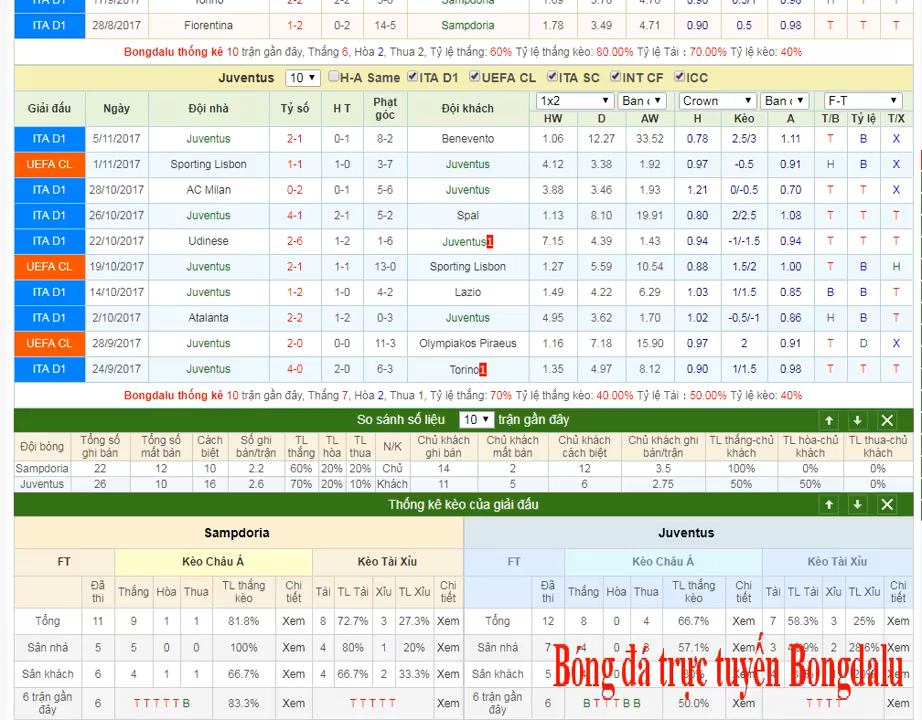 ITA D1 28/8/2017 Fiorentina 1-2 0-2 14-5 Sampdoria 1.78 3.49 4.71 0.90 0.5 0.98 T T T
Bongdalu thống kê 10 trận gần đây, Thắng 6, Hòa 2, Thua 2, Tỷ lệ thắng: 60% Tỷ lệ thắng kèo: 80.00% Tỷ lệ Tài : 70.00% Tỷ lệ kèo: 40%
Juventus 10 H-A Same ITA D1 UEFA CL ITA SC INT CF ICC
Giải đấu Ngày Đội nhà Tỷ số H T Phạt góc Đội khách 1x2 Ban c Crown Ban c F-T
HW D AW H Kèo A T/B Tỷ lệ T/X
ITA D1 5/11/2017 Juventus 2-1 0-1 8-2 Benevento 1.06 12.27 33.52 0.78 2.5/3 1.11 T B X
UEFA CL 1/11/2017 Sporting Lisbon 1-1 1-0 3-7 Juventus 4.12 3.38 1.92 0.97 -0.5 0.91 H B X
ITA D1 28/10/2017 AC Milan 0-2 0-1 5-6 Juventus 3.88 3.46 1.93 1.21 0/-0.5 0.70 T T X
ITA D1 26/10/2017 Juventus 4-1 2-1 5-2 Spal 1.13 8.10 19.91 0.80 2/2.5 1.08 T T T
ITA D1 22/10/2017 Udinese 2-6 1-2 1-6 Juventus1 7.15 4.39 1.43 0.94 -1/-1.5 0.94 T T T
UEFA CL 19/10/2017 Juventus 2-1 1-1 13-0 Sporting Lisbon 1.27 5.59 10.54 0.88 1.5/2 1.00 T B H
ITA D1 14/10/2017 Juventus 1-2 1-0 4-2 Lazio 1.49 4.22 6.29 1.03 1/1.5 0.85 B B T
ITA D1 2/10/2017 Atalanta 2-2 1-2 0-3 Juventus 4.95 3.62 1.70 1.02 -0.5/-1 0.86 H B T
UEFA CL 28/9/2017 Juventus 2-0 0-0 11-3 Olympiakos Piraeus 1.16 7.18 15.90 0.97 2 0.91 T D X
ITA D1 24/9/2017 Juventus 4-0 2-0 6-3 Torino1 1.35 4.97 8.12 0.90 1/1.5 0.98 T T T
Bongdalu thống kê 10 trận gần đây, Thắng 7, Hòa 2, Thua 1, Tỷ lệ thắng: 70% Tỷ lệ thắng kèo: 40.00% Tỷ lệ Tài : 50.00% Tỷ lệ kèo: 40%
So sánh số liệu 10 trận gần đây
Đội bóng Tổng số ghi bàn Tổng số mất bàn Cách biệt Số ghi bàn/trận TL thắng TL hòa TL thua N/K Chủ khách ghi bàn Chủ khách mất bàn Chủ khách cách biệt Chủ khách ghi bàn/trận TL thắng-chủ khách TL hòa-chủ khách TL thua-chủ khách
Sampdoria 22 12 10 2.2 60% 20% 20% Chủ 14 2 12 3.5 100% 0% 0%
Juventus 26 10 16 2.6 70% 20% 10% Khách 11 5 6 2.75 50% 50% 0%
Thống kê kèo của giải đấu
Sampdoria Juventus
FT Kèo Châu Á Kèo Tài Xỉu FT Kèo Châu Á Kèo Tài Xỉu
Đã thi Thắng Hòa Thua TL thắng kèo Chi tiết Tài TL Tài Xỉu TL Xỉu Chi tiết Đã thi Thắng Hòa Thua TL thắng kèo Chi tiết Tài TL Tài Xỉu TL Xỉu Chi tiết
Tổng 11 9 1 1 81.8% Xem 8 72.7% 3 27.3% Xem Tổng 12 8 0 4 66.7% Xem 7 58.3% 3 25% Xem
Sân nhà 5 5 0 0 100% Xem 4 80% 1 20% Xem Sân nhà 7 4 0 3 57.1% Xem 3 2 28.6% Xem
Sân khách 6 4 1 1 66.7% Xem 4 66.7% 2 33.3% Xem Sân khách
6 trận gần đây 6 T T T T T B 83.3% Xem T T T T T Xem 6 trận gần đây 6 B T T T B B 50.0% Xem T T T T Xem
Bóng đá trực tuyến Bongdalu